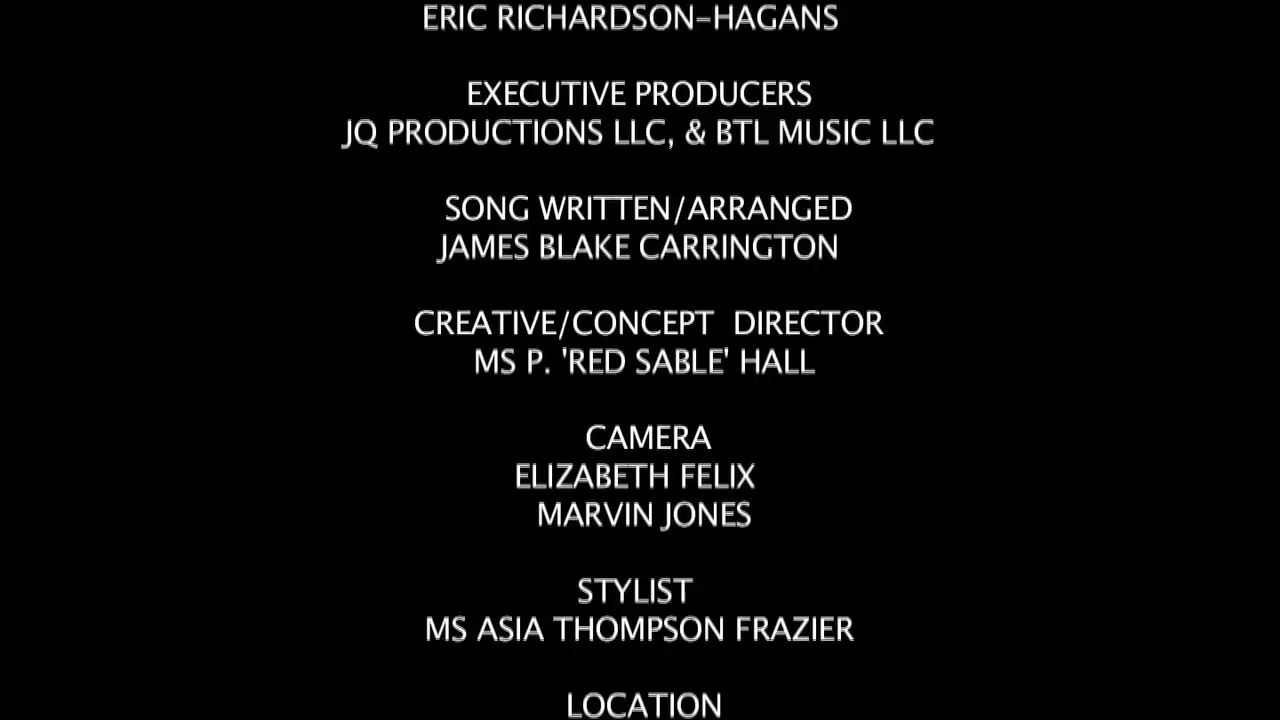 ERIC RICHARDSON-HAGANS
EXECUTIVE PRODUCERS
JQ PRODUCTIONS LLC, & BTL MUSIC LLC
SONG WRITTEN/ARRANGED
JAMES BLAKE CARRINGTON
CREATIVE/CONCEPT  DIRECTOR
MS P. 'RED SABLE' HALL
CAMERA
ELIZABETH FELIX
MARVIN JONES
STYLIST
MS ASIA THOMPSON FRAZIER
LOCATION